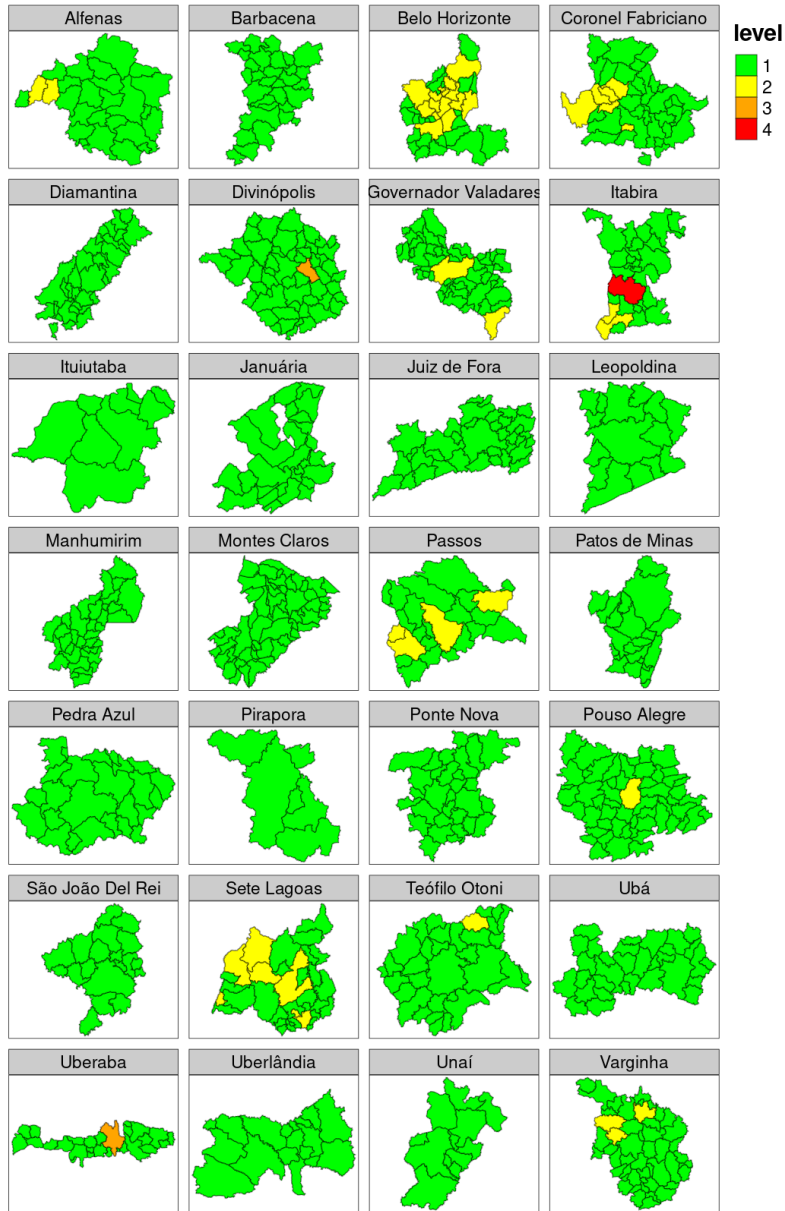 Alfenas
Barbacena
Belo Horizonte
Coronel Fabriciano
level
1
2
3
4
Diamantina
Divinópolis
Governador Valadares
Itabira
Ituiutaba
Januária
Juiz de Fora
Leopoldina
Manhumirim
Montes Claros
Passos
Patos de Minas
Pedra Azul
Pirapora
Ponte Nova
Pouso Alegre
São João Del Rei
Sete Lagoas
Teófilo Otoni
Ubá
Uberaba
Uberlândia
Unaí
Varginha